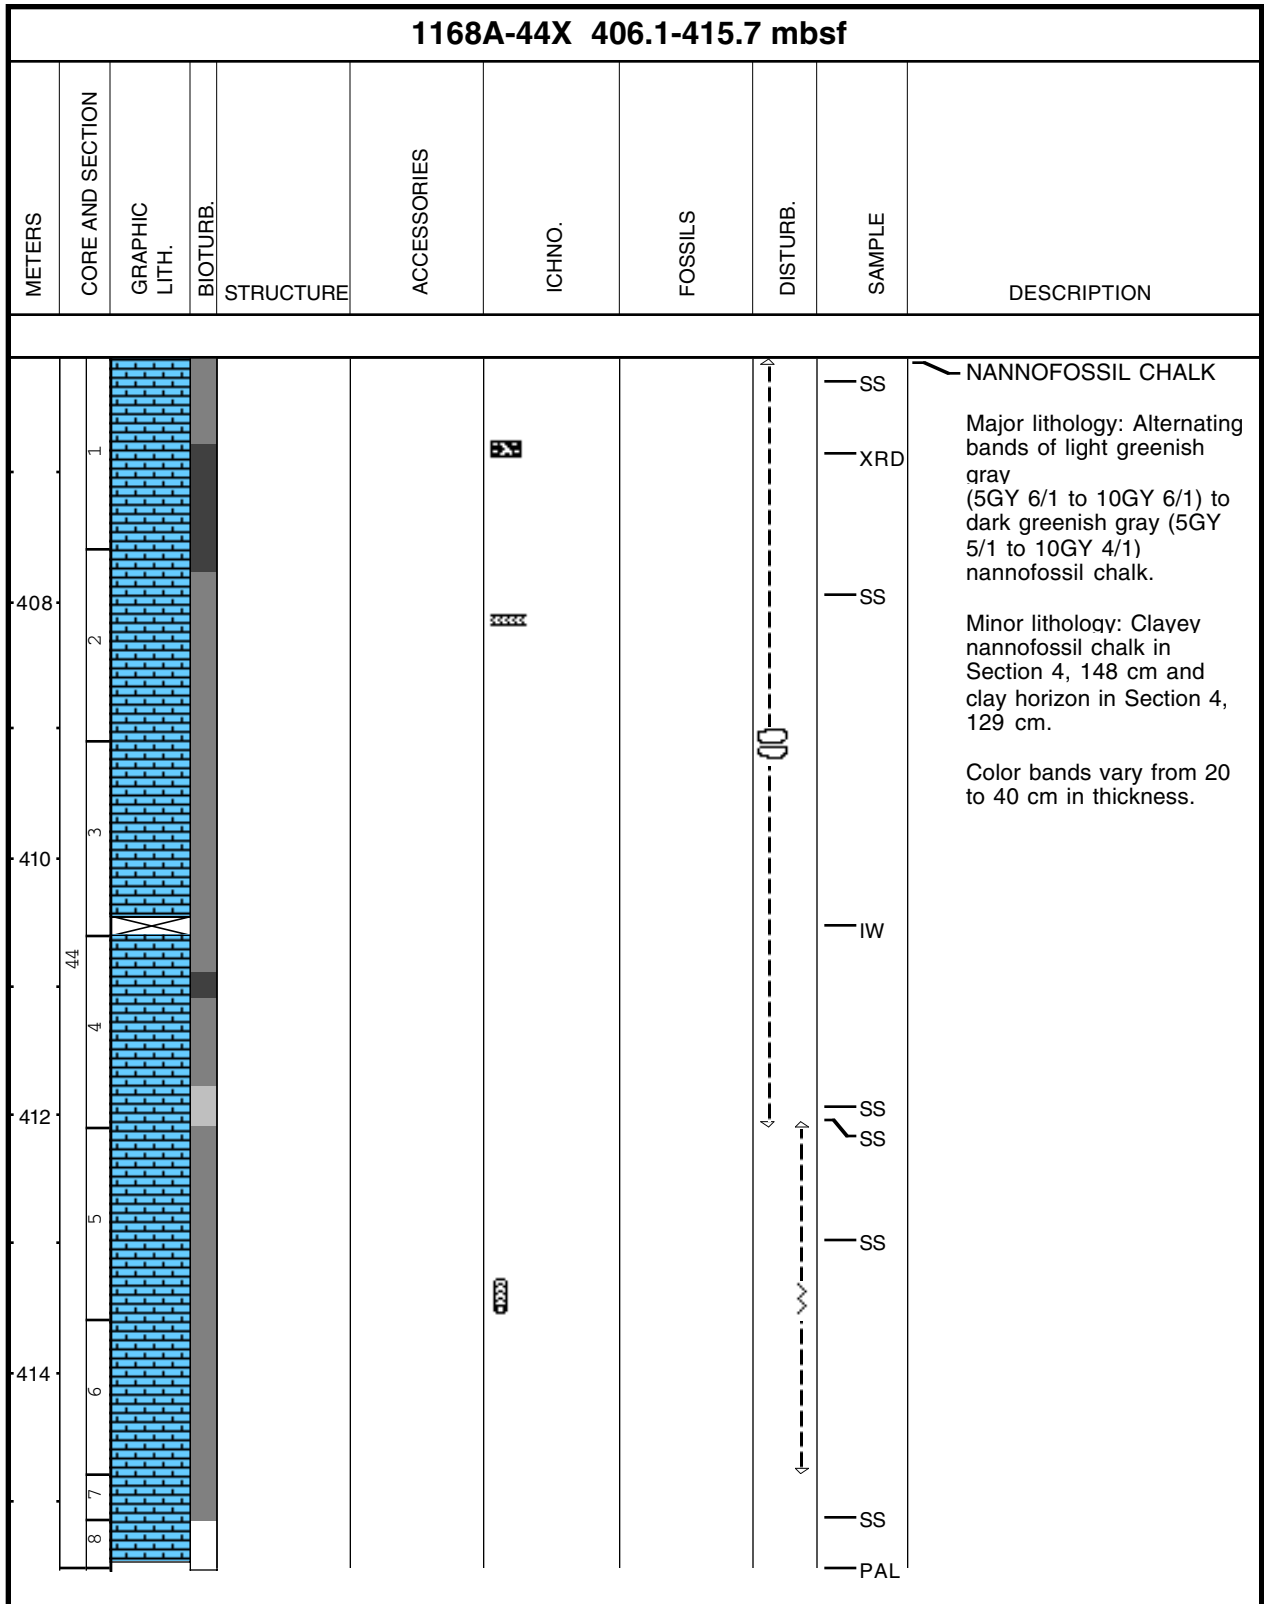 1168A-44X 406.1-415.7 mbsf
METERS
CORE AND SECTION
GRAPHIC
LITH.
BIOTURB.
STRUCTURE
ACCESSORIES
ICHNO.
FOSSILS
DISTURB.
SAMPLE
DESCRIPTION
NANNOFOSSIL CHALK
Major lithology: Alternating
bands of light greenish
gray
(5GY 6/1 to 10GY 6/1) to
dark greenish gray (5GY
5/1 to 10GY 4/1)
nannofossil chalk.
Minor lithology: Clayey
nannofossil chalk in
Section 4, 148 cm and
clay horizon in Section 4,
129 cm.
Color bands vary from 20
to 40 cm in thickness.
408
410
412
414
44
1
2
3
4
5
6
7
8
SS
XRD
SS
IW
SS
SS
SS
SS
PAL